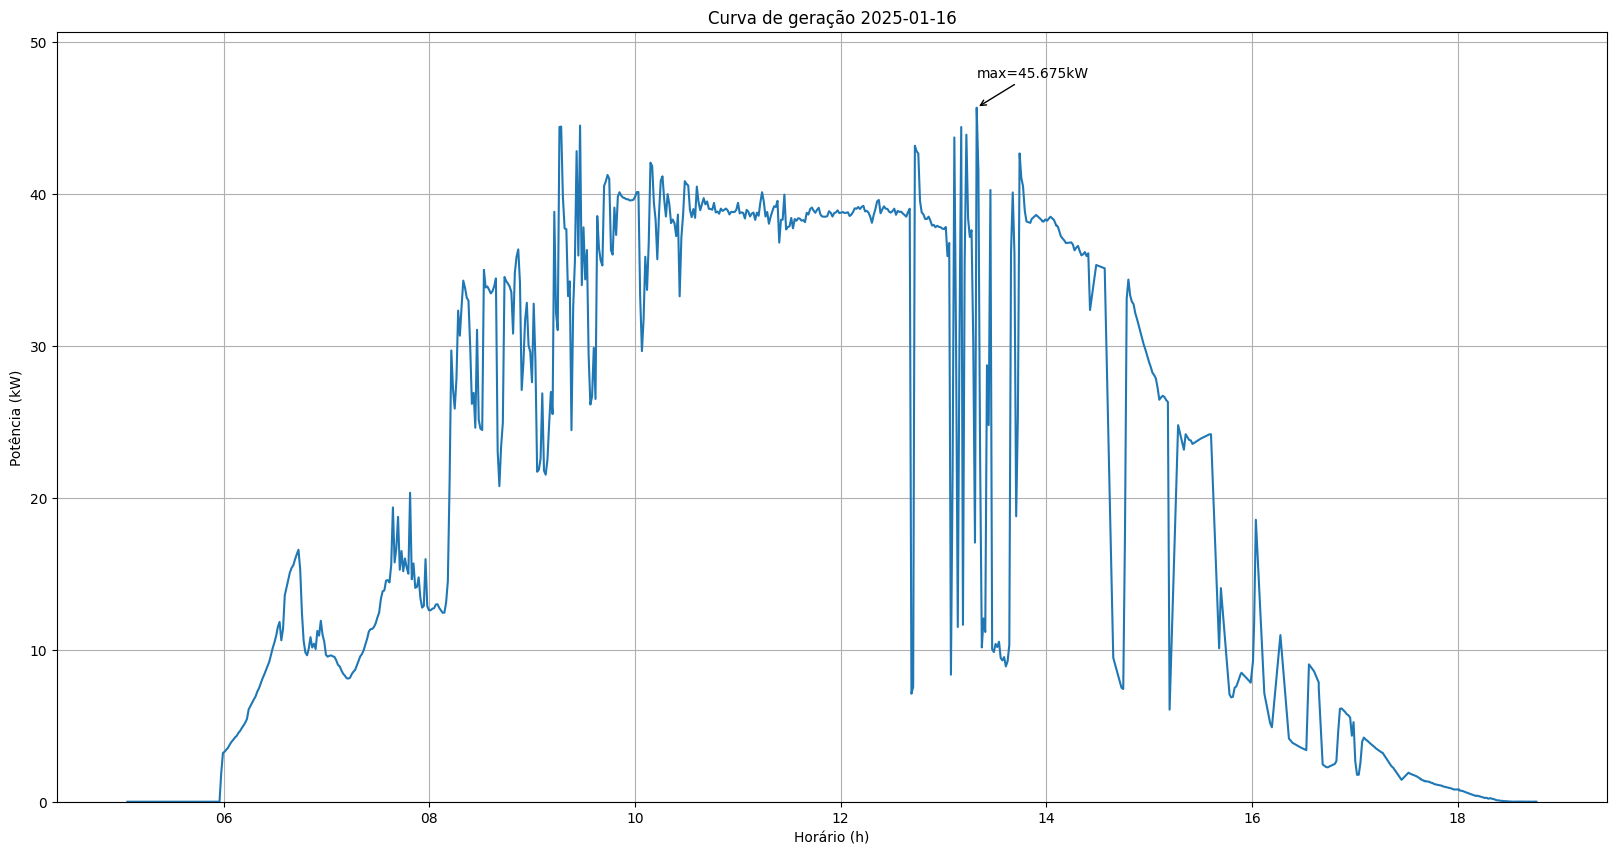 Curva de geração 2025-01-16
50
max=45.675kW
40
30
Potência (kW)
20
10
0
06 08 10 12 14 16 18
Horário (h)